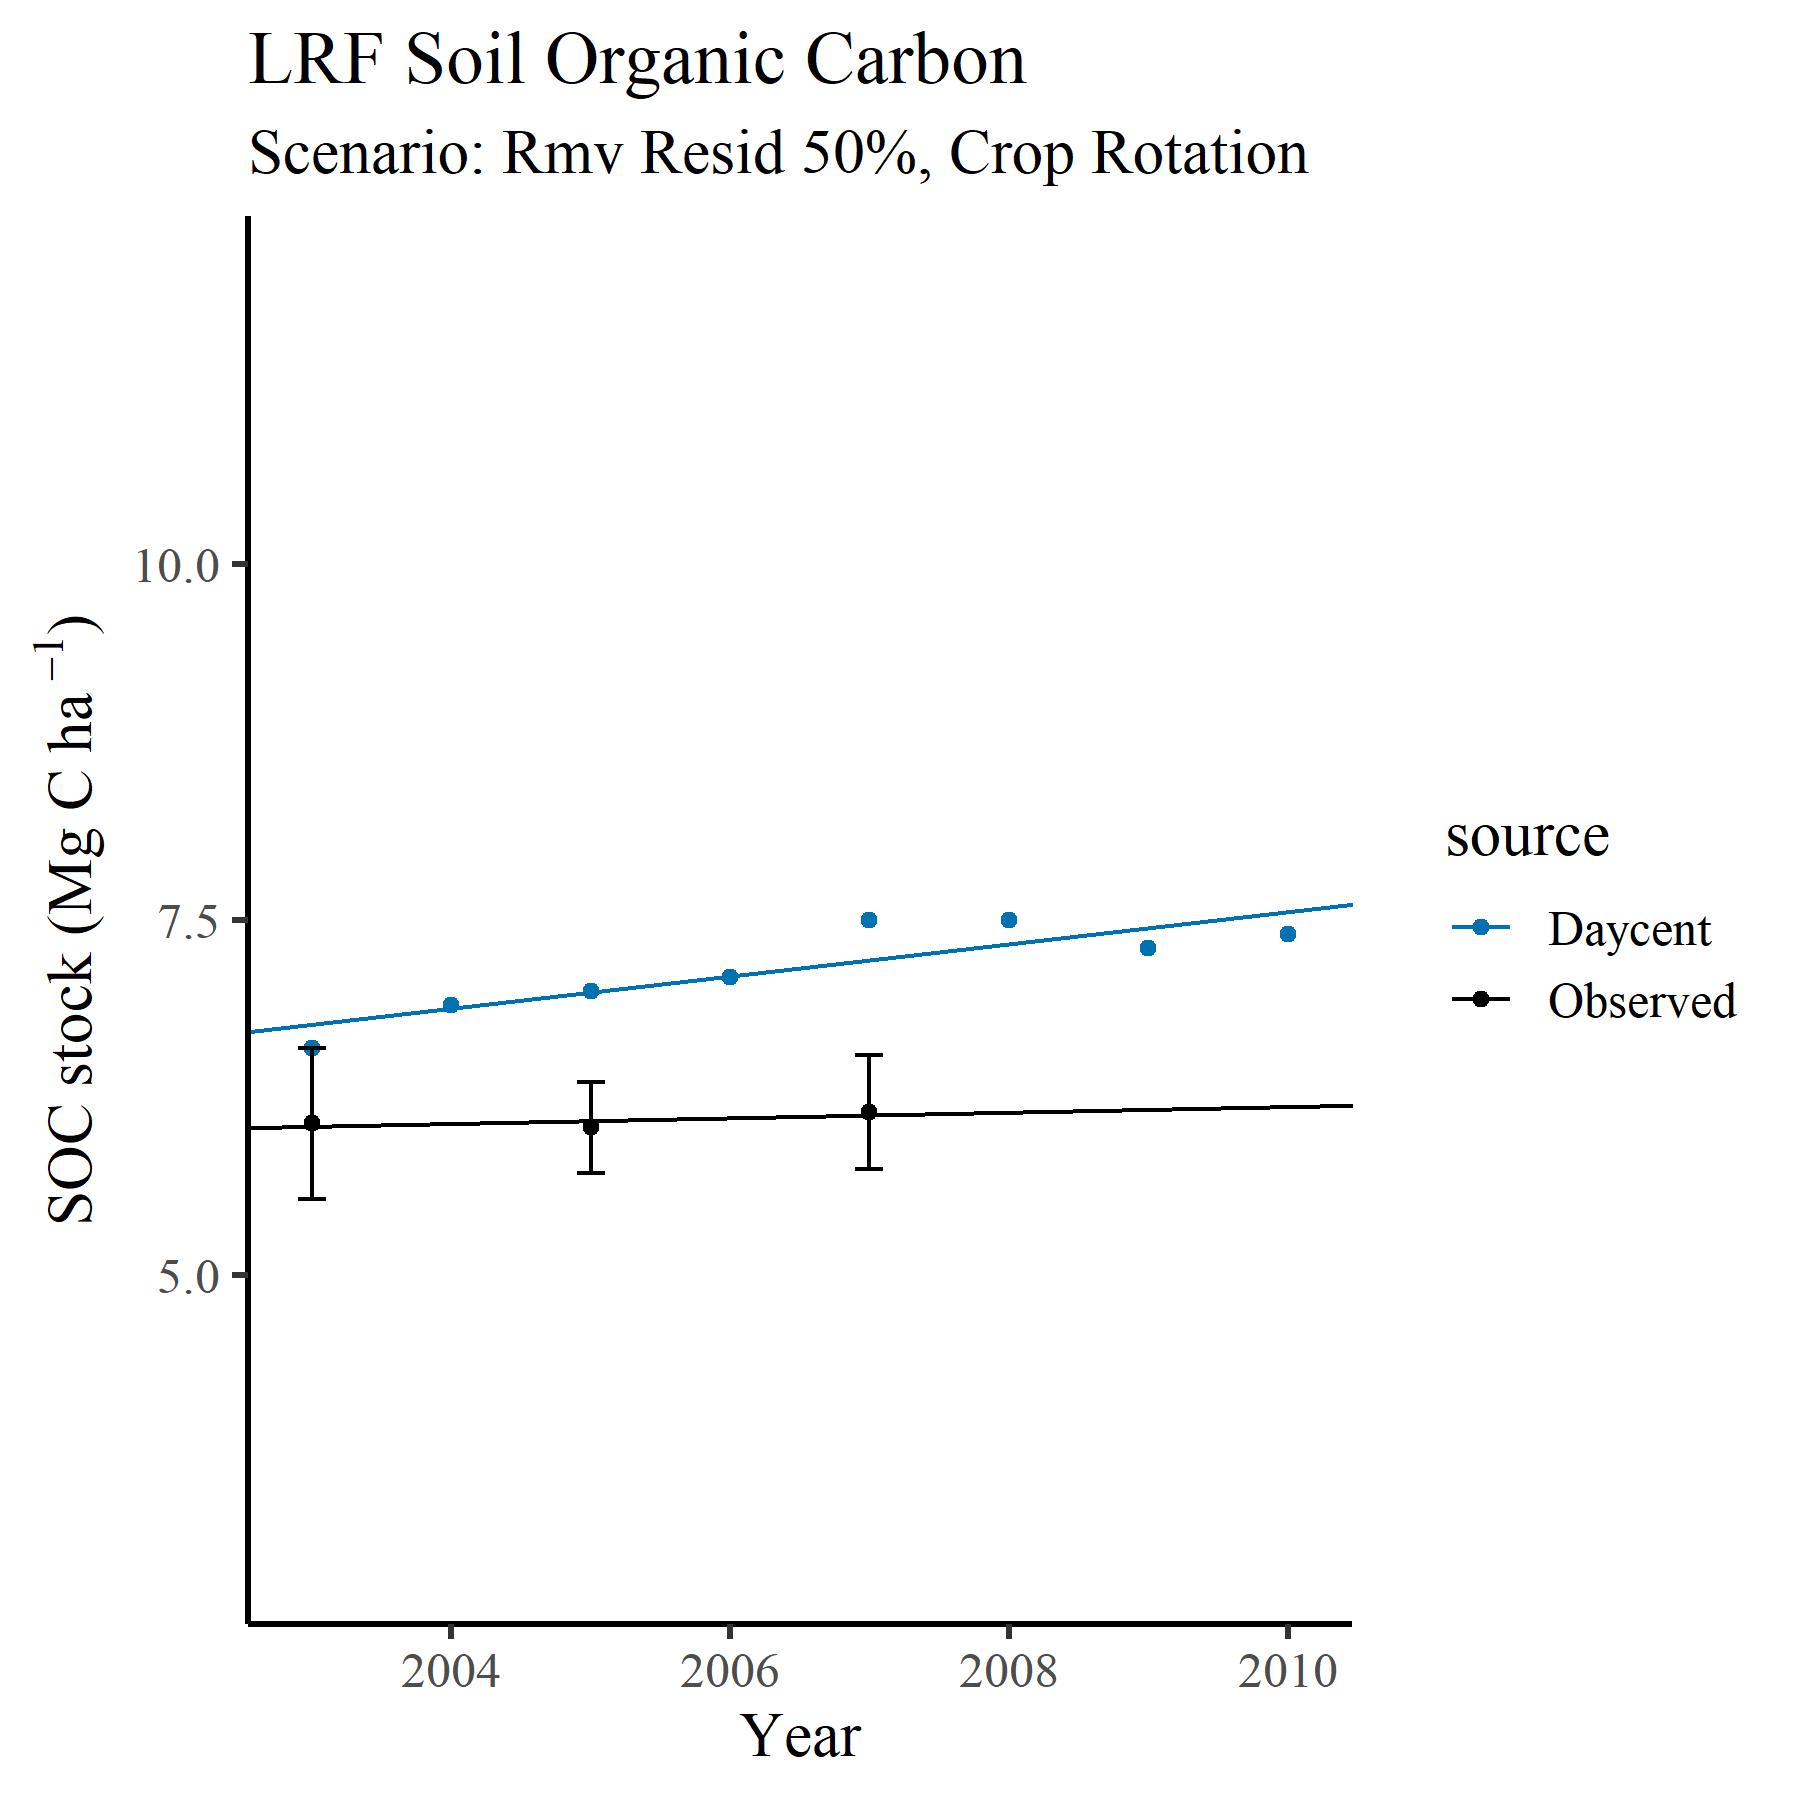 LRF Soil Organic Carbon
Scenario: Rmv Resid 50%, Crop Rotation
SOC stock (Mg C ha⁻¹)
10.0
7.5
5.0
2004
2006
2008
2010
Year
source
Daycent
Observed